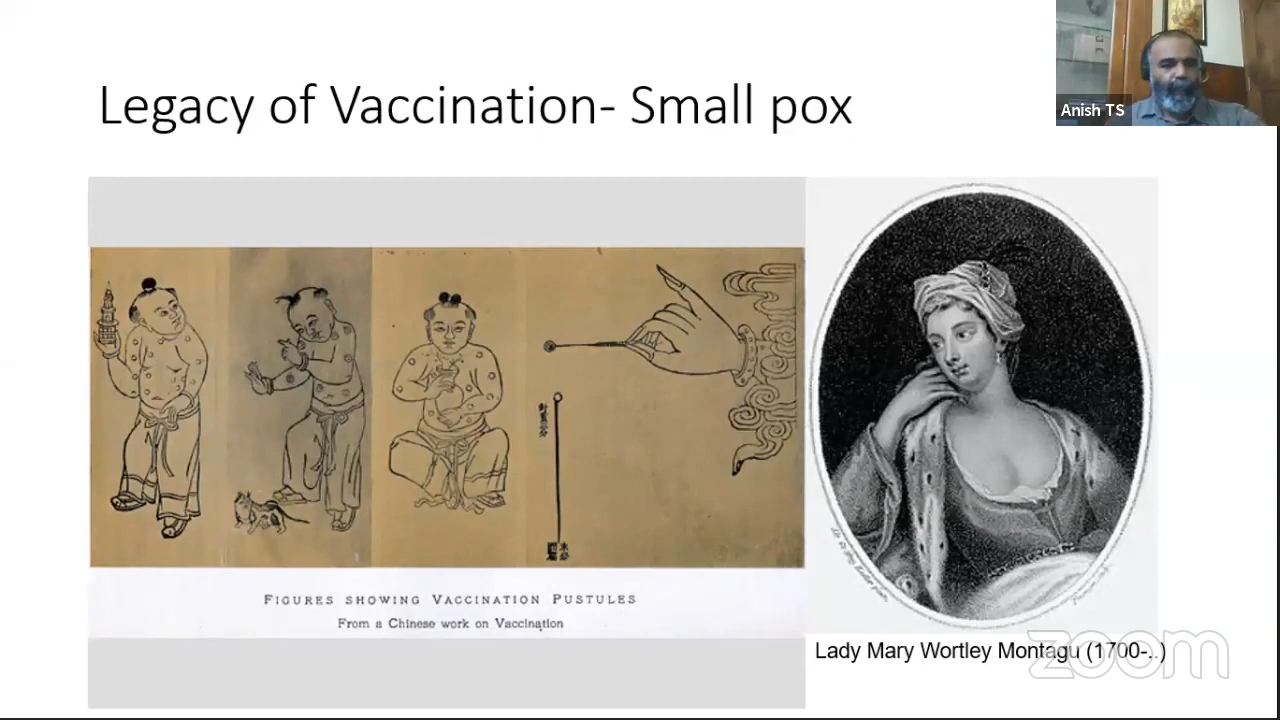 Legacy of Vaccination- Small pox
Anish TS
FIGURES SHOWING VACCINATION PUSTULES
From a Chinese work on Vaccination
Lady Mary Wortley Montagu (1700-..)
zoom